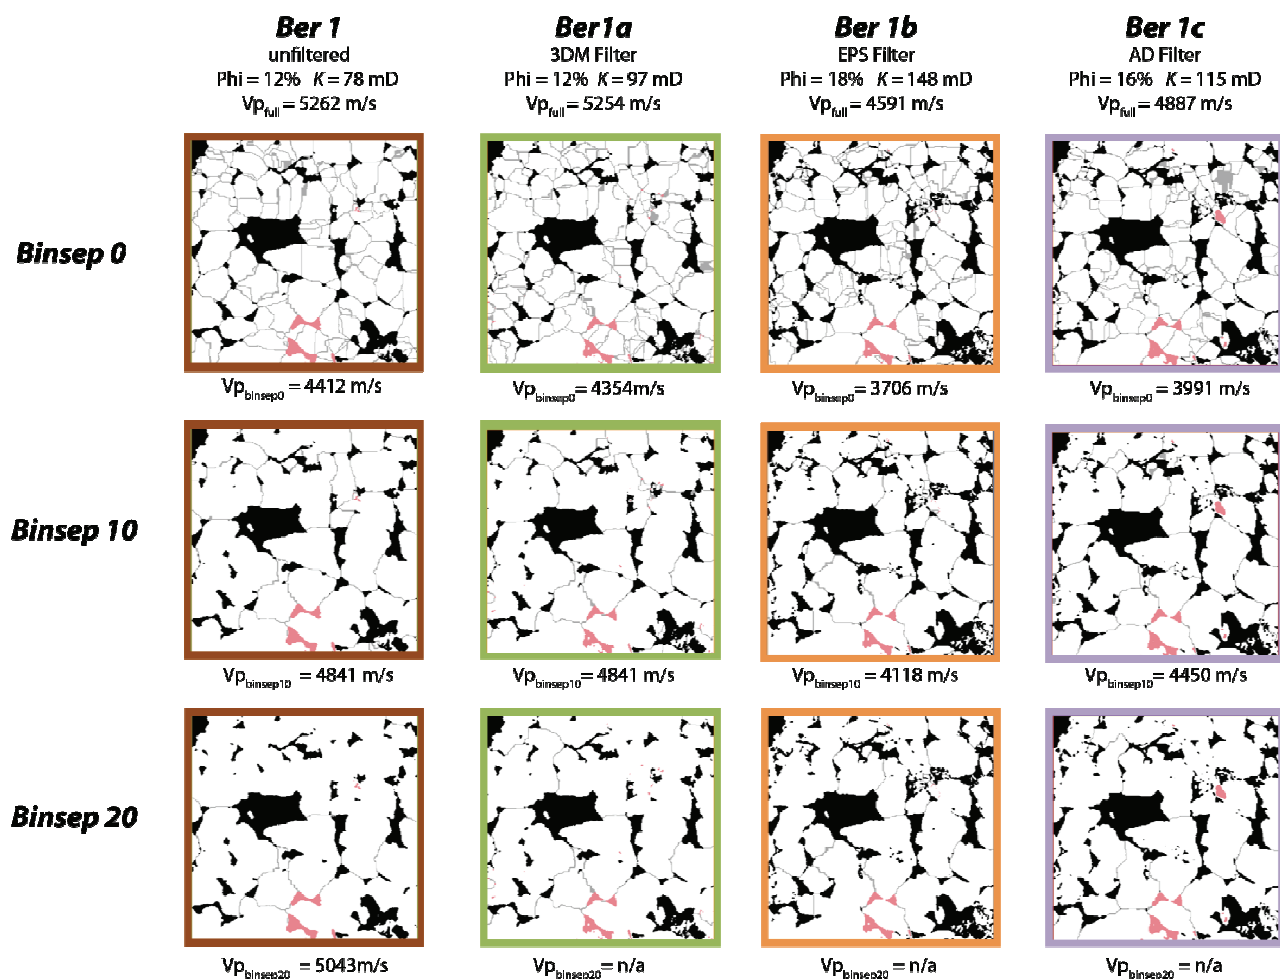 Ber 1 Ber1a Ber 1b Ber 1c
unfiltered 3DM Filter EPS Filter AD Filter
Phi = 12% K = 78 mD Phi = 12% K = 97 mD Phi = 18% K = 148 mD Phi = 16% K = 115 mD
Vpfull = 5262 m/s Vpfull = 5254 m/s Vpfull = 4591 m/s Vpfull = 4887 m/s
Binsep 0
Vpbinsep0 = 4412 m/s Vpbinsep0 = 4354m/s Vpbinsep0 = 3706 m/s Vpbinsep0 = 3991 m/s
Binsep 10
Vpbinsep10 = 4841 m/s Vpbinsep10 = 4841 m/s Vpbinsep10 = 4118 m/s Vpbinsep10 = 4450 m/s
Binsep 20
Vpbinsep20 = 5043m/s Vpbinsep20 = n/a Vpbinsep20 = n/a Vpbinsep20 = n/a